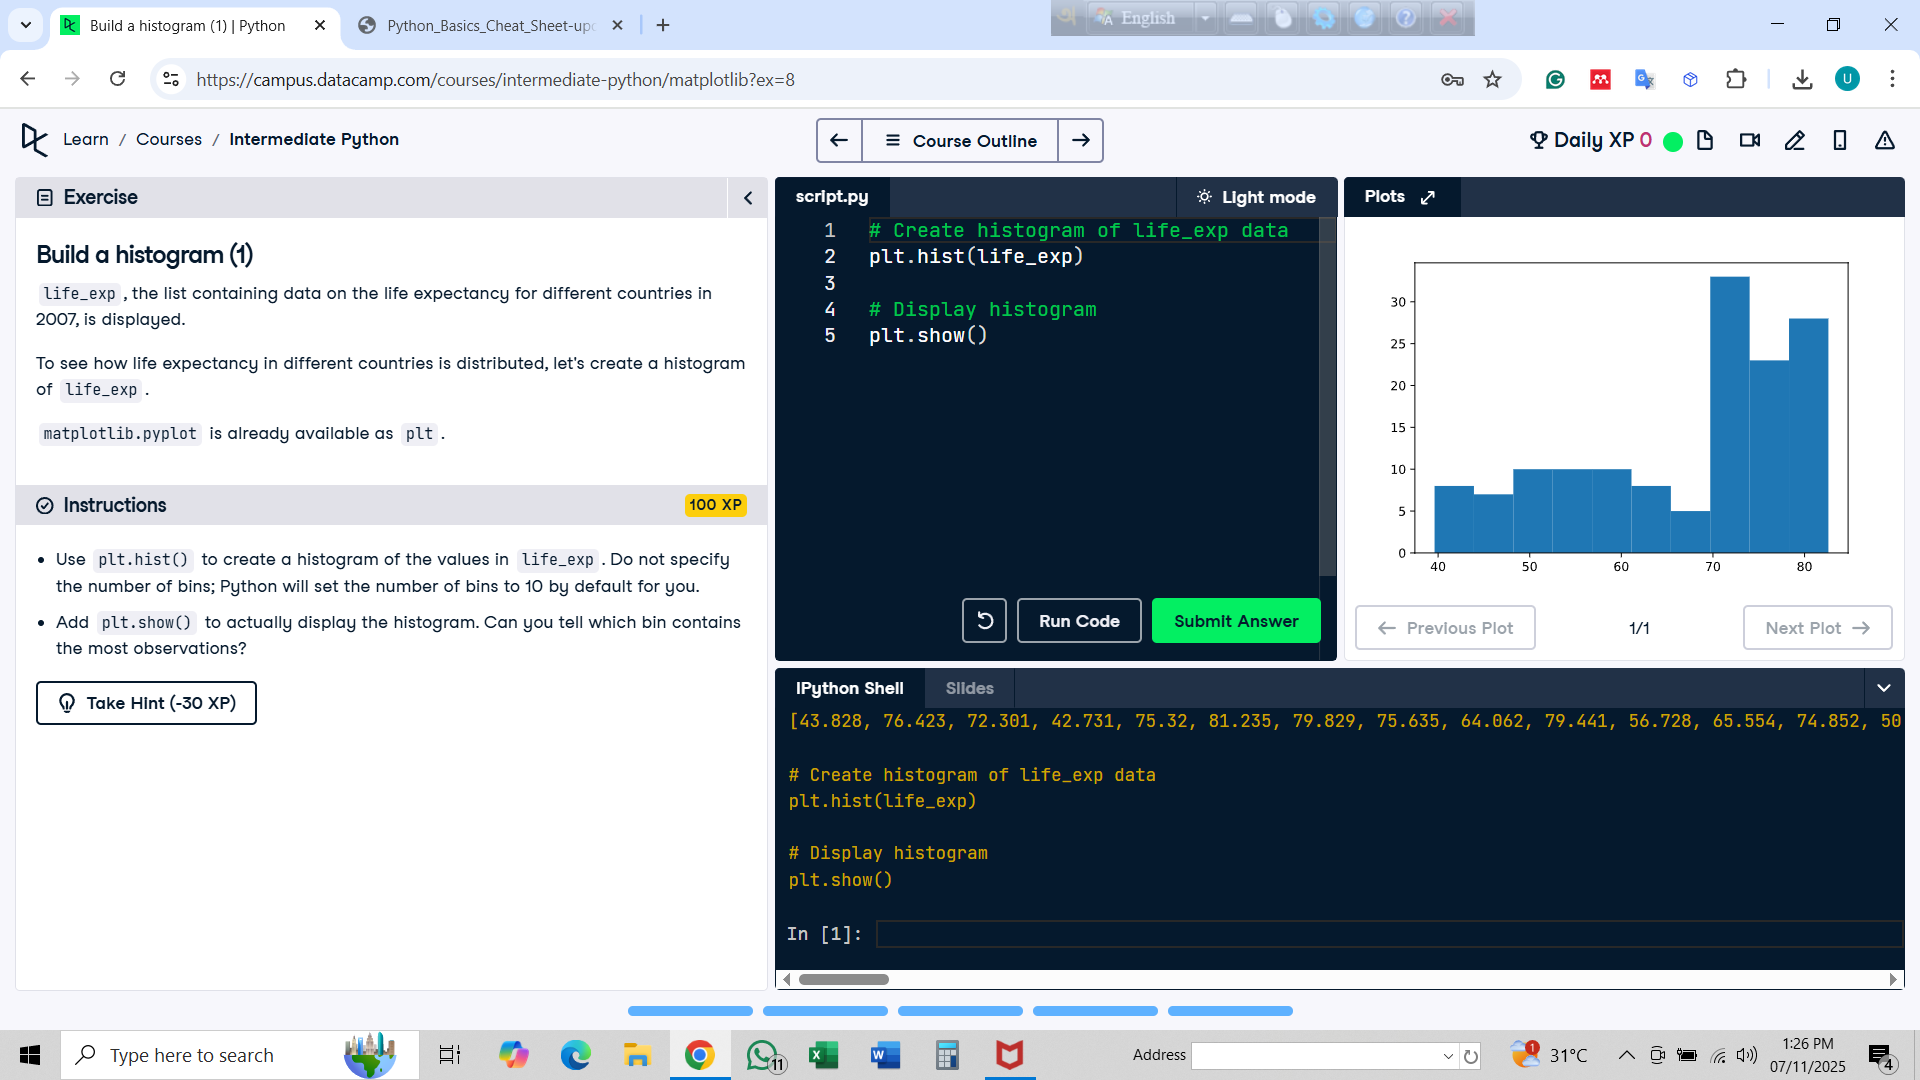 Build a histogram (1) | Python
Python_Basics_Cheat_Sheet-upd
English
https://campus.datacamp.com/courses/intermediate-python/matplotlib?ex=8
U
Learn / Courses / Intermediate Python
Course Outline
Daily XP 0
Exercise
Build a histogram (1)
life_exp, the list containing data on the life expectancy for different countries in
2007, is displayed.
To see how life expectancy in different countries is distributed, let's create a histogram
of life_exp.
matplotlib.pyplot is already available as plt.
Instructions
100 XP
Use plt.hist() to create a histogram of the values in life_exp. Do not specify
the number of bins; Python will set the number of bins to 10 by default for you.
Add plt.show() to actually display the histogram. Can you tell which bin contains
the most observations?
Take Hint (-30 XP)
script.py
Light mode
1 # Create histogram of life_exp data
2 plt.hist(life_exp)
3
4 # Display histogram
5 plt.show()
Run Code
Submit Answer
Plots
30
25
20
15
10
5
0
40 50 60 70 80
Previous Plot
1/1
Next Plot
IPython Shell
Slides
[43.828, 76.423, 72.301, 42.731, 75.32, 81.235, 79.829, 75.635, 64.062, 79.441, 56.728, 65.554, 74.852, 50
# Create histogram of life_exp data
plt.hist(life_exp)
# Display histogram
plt.show()
In [1]:
Type here to search
11
Address
1
31°C
1:26 PM
07/11/2025
4